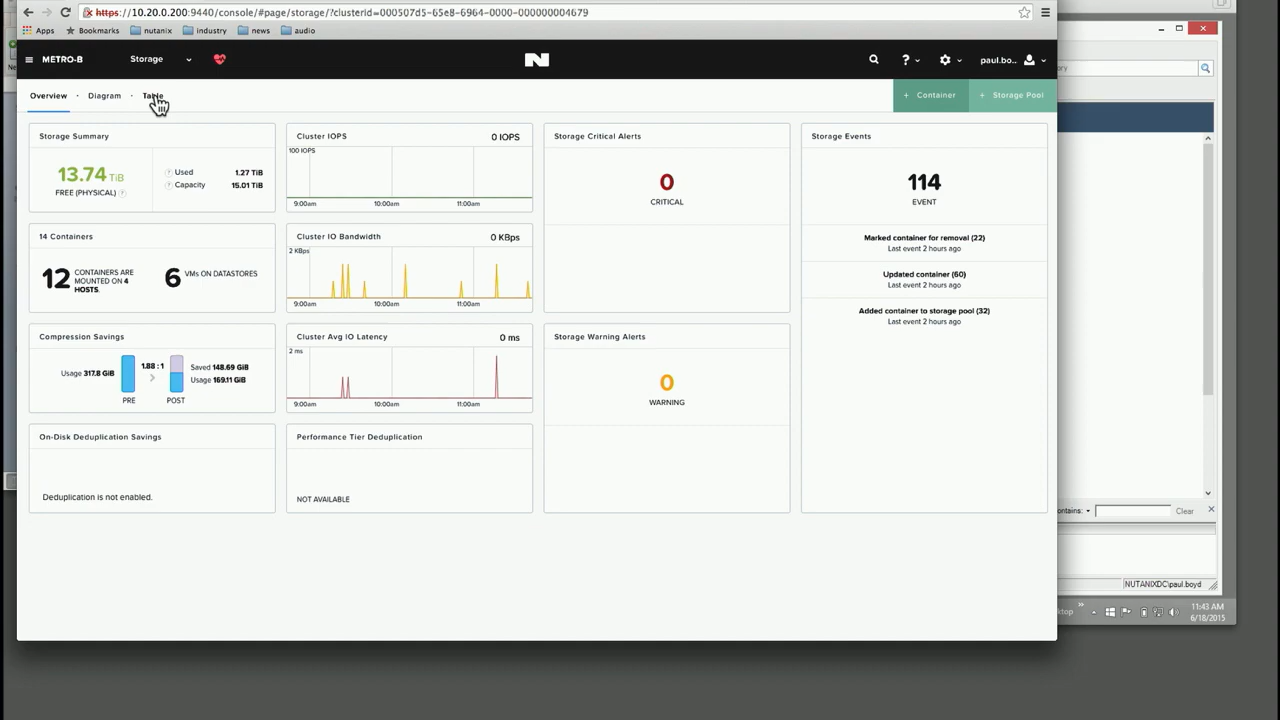 https://10.20.0.200:9440/console/#page/storage/?clusterid=000507d5-65e8-6964-0000-000000004679
Apps Bookmarks nutanix industry news audio
METRO-B Storage N ? paul.bo..
Overview · Diagram · Table + Container + Storage Pool
Storage Summary
13.74 TiB
FREE (PHYSICAL) ?
? Used 1.27 TiB
? Capacity 15.01 TiB
14 Containers
12 CONTAINERS ARE MOUNTED ON 4 HOSTS.
6 VMs ON DATASTORES
Compression Savings
Usage 317.8 GiB
PRE
1.88 : 1
POST
Saved 148.69 GiB
Usage 169.11 GiB
On-Disk Deduplication Savings
Deduplication is not enabled.
Cluster IOPS 0 IOPS
100 IOPS
9:00am 10:00am 11:00am
Cluster IO Bandwidth 0 KBps
2 KBps
9:00am 10:00am 11:00am
Cluster Avg IO Latency 0 ms
2 ms
9:00am 10:00am 11:00am
Performance Tier Deduplication
NOT AVAILABLE
Storage Critical Alerts
0
CRITICAL
Storage Warning Alerts
0
WARNING
Storage Events
114
EVENT
Marked container for removal (22)
Last event 2 hours ago
Updated container (60)
Last event 2 hours ago
Added container to storage pool (32)
Last event 2 hours ago
Clear
NUTANIXDC\paul.boyd
11:43 AM
6/18/2015